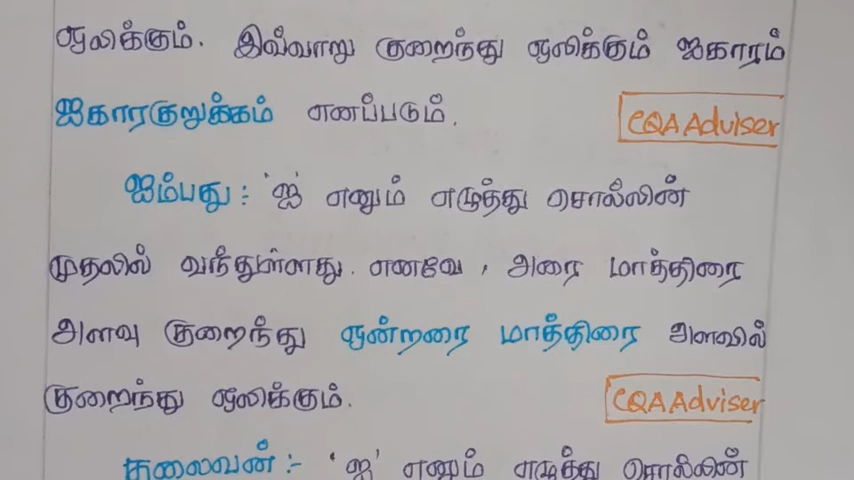 ஒலிக்கும். இவ்வாறு குறைந்து ஒலிக்கும் ஐகாரம்
ஐகாரகுறுக்கம் எனப்படும்.
CQA Adviser
ஐம்பது :- 'ஐ' எனும் எழுத்து சொல்லின்
முதலில் வந்துள்ளது. எனவே, அரை மாத்திரை
அளவு குறைந்து ஒன்றரை மாத்திரை அளவில்
குறைந்து ஒலிக்கும்.
CQA Adviser
தலைவன் :- 'ஐ' எனும் எழுத்து சொல்லின்